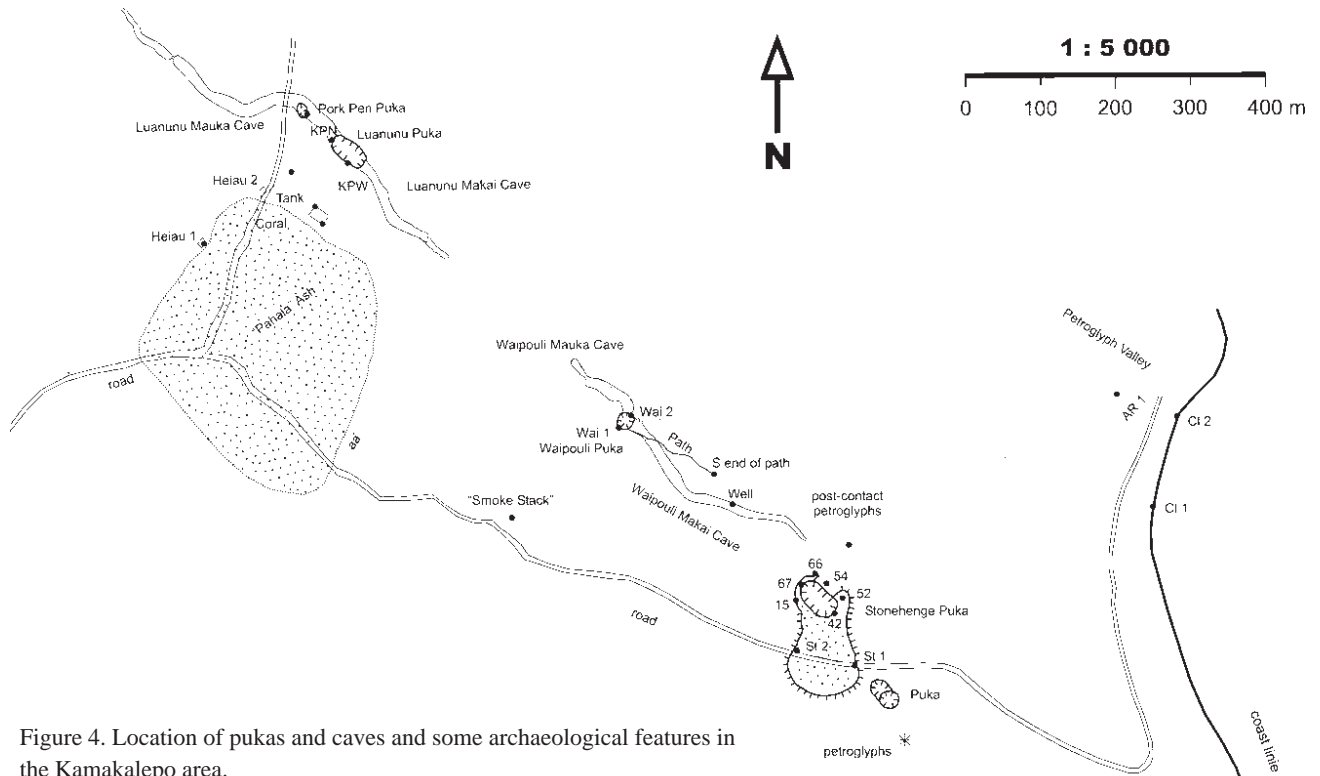 1 : 5 000
0 100 200 300 400 m
N
Pork Pen Puka
Luanunu Mauka Cave
KPN
Luanunu Puka
KPW
Luanunu Makai Cave
Heiau 2
Tank
Coral
Heiau 1
"Pahala Ash
road
aa
Waipouli Mauka Cave
Wai 2
Wai 1
Waipouli Puka
Path
S end of path
Well
Waipouli Makai Cave
"Smoke Stack"
road
post-contact
petroglyphs
Petroglyph Valley
AR 1
Cl 2
Cl 1
66
67
54
52
15
42
Stonehenge Puka
St 2
St 1
Puka
petroglyphs
coast linie
Figure 4. Location of pukas and caves and some archaeological features in
the Kamakalepo area.